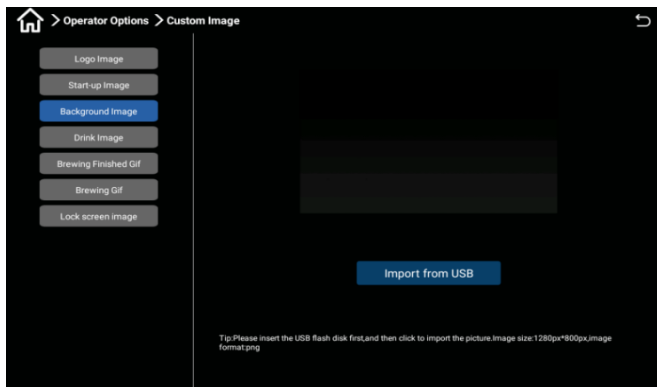 > Operator Options > Custom Image
Logo Image
Start-up Image
Background Image
Drink Image
Brewing Finished Gif
Brewing Gif
Lock screen image
Import from USB
Tip:Please insert the USB flash disk first,and then click to import the picture.Image size:1280px*800px,image
format:png